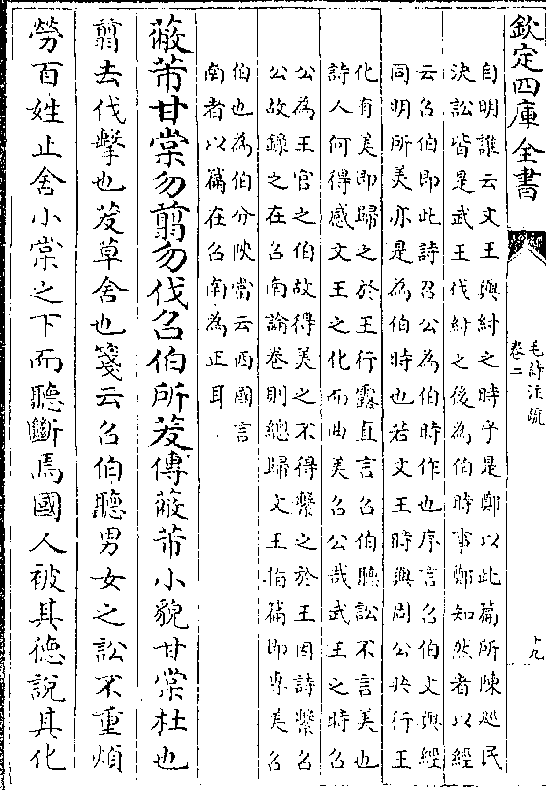 欽定四庫全書
毛詩注疏
卷二
十九
自明誰云文王與紂之時乎是鄭以此篇所陳巡民
決訟皆是武王伐紂之後為伯時事鄭知然者以經
云召伯即此詩召公為伯時作也序言召伯文與經
同明所美亦是為伯時也若文王時與周公共行王
化有美即歸之於王行露直言召伯聽訟不言美也
詩人何得感文王之化而曲美召公哉武王之時召
公為王官之伯故得美之不得繫之於王因詩繫召
公故錄之在召南論卷則總歸文王指篇即專美召
伯也為伯分陜當云西國言
南者以篇在召南為正耳
蔽芾甘棠勿翦勿伐召伯所茇傳蔽芾小貌甘棠杜也
翦去伐擊也茇草舍也箋云召伯聽男女之訟不重煩
勞百姓止舍小棠之下而聽斷焉國人被其德說其化